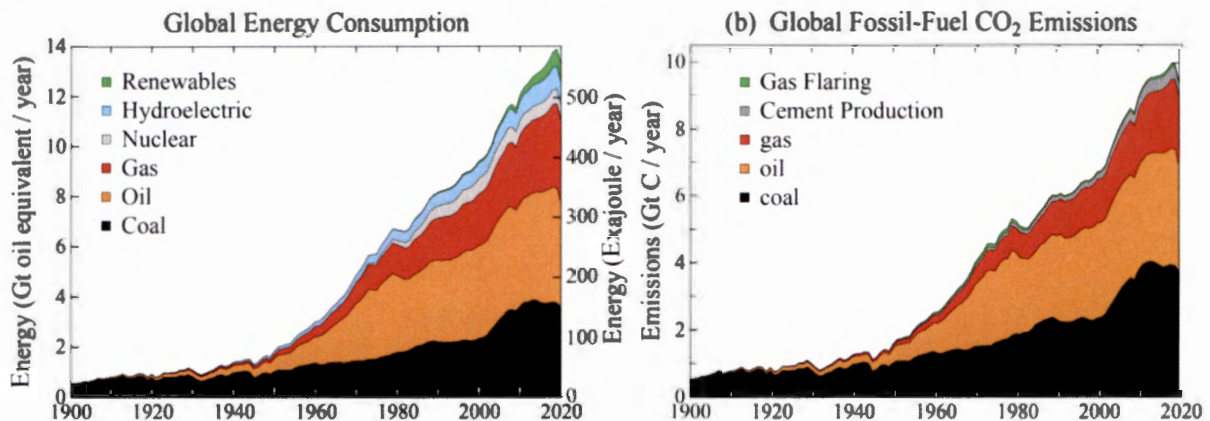 Global Energy Consumption
Energy (Gt oil equivalent / year)
14
12
10
8
6
4
2
0
Renewables
Hydroelectric
Nuclear
Gas
Oil
Coal
500
400
300
200
100
0
Energy (Exajoule / year)
1900 1920 1940 1960 1980 2000 2020
(b) Global Fossil-Fuel CO₂ Emissions
Emissions (Gt C / year)
10
8
6
4
2
0
Gas Flaring
Cement Production
gas
oil
coal
1900 1920 1940 1960 1980 2000 2020